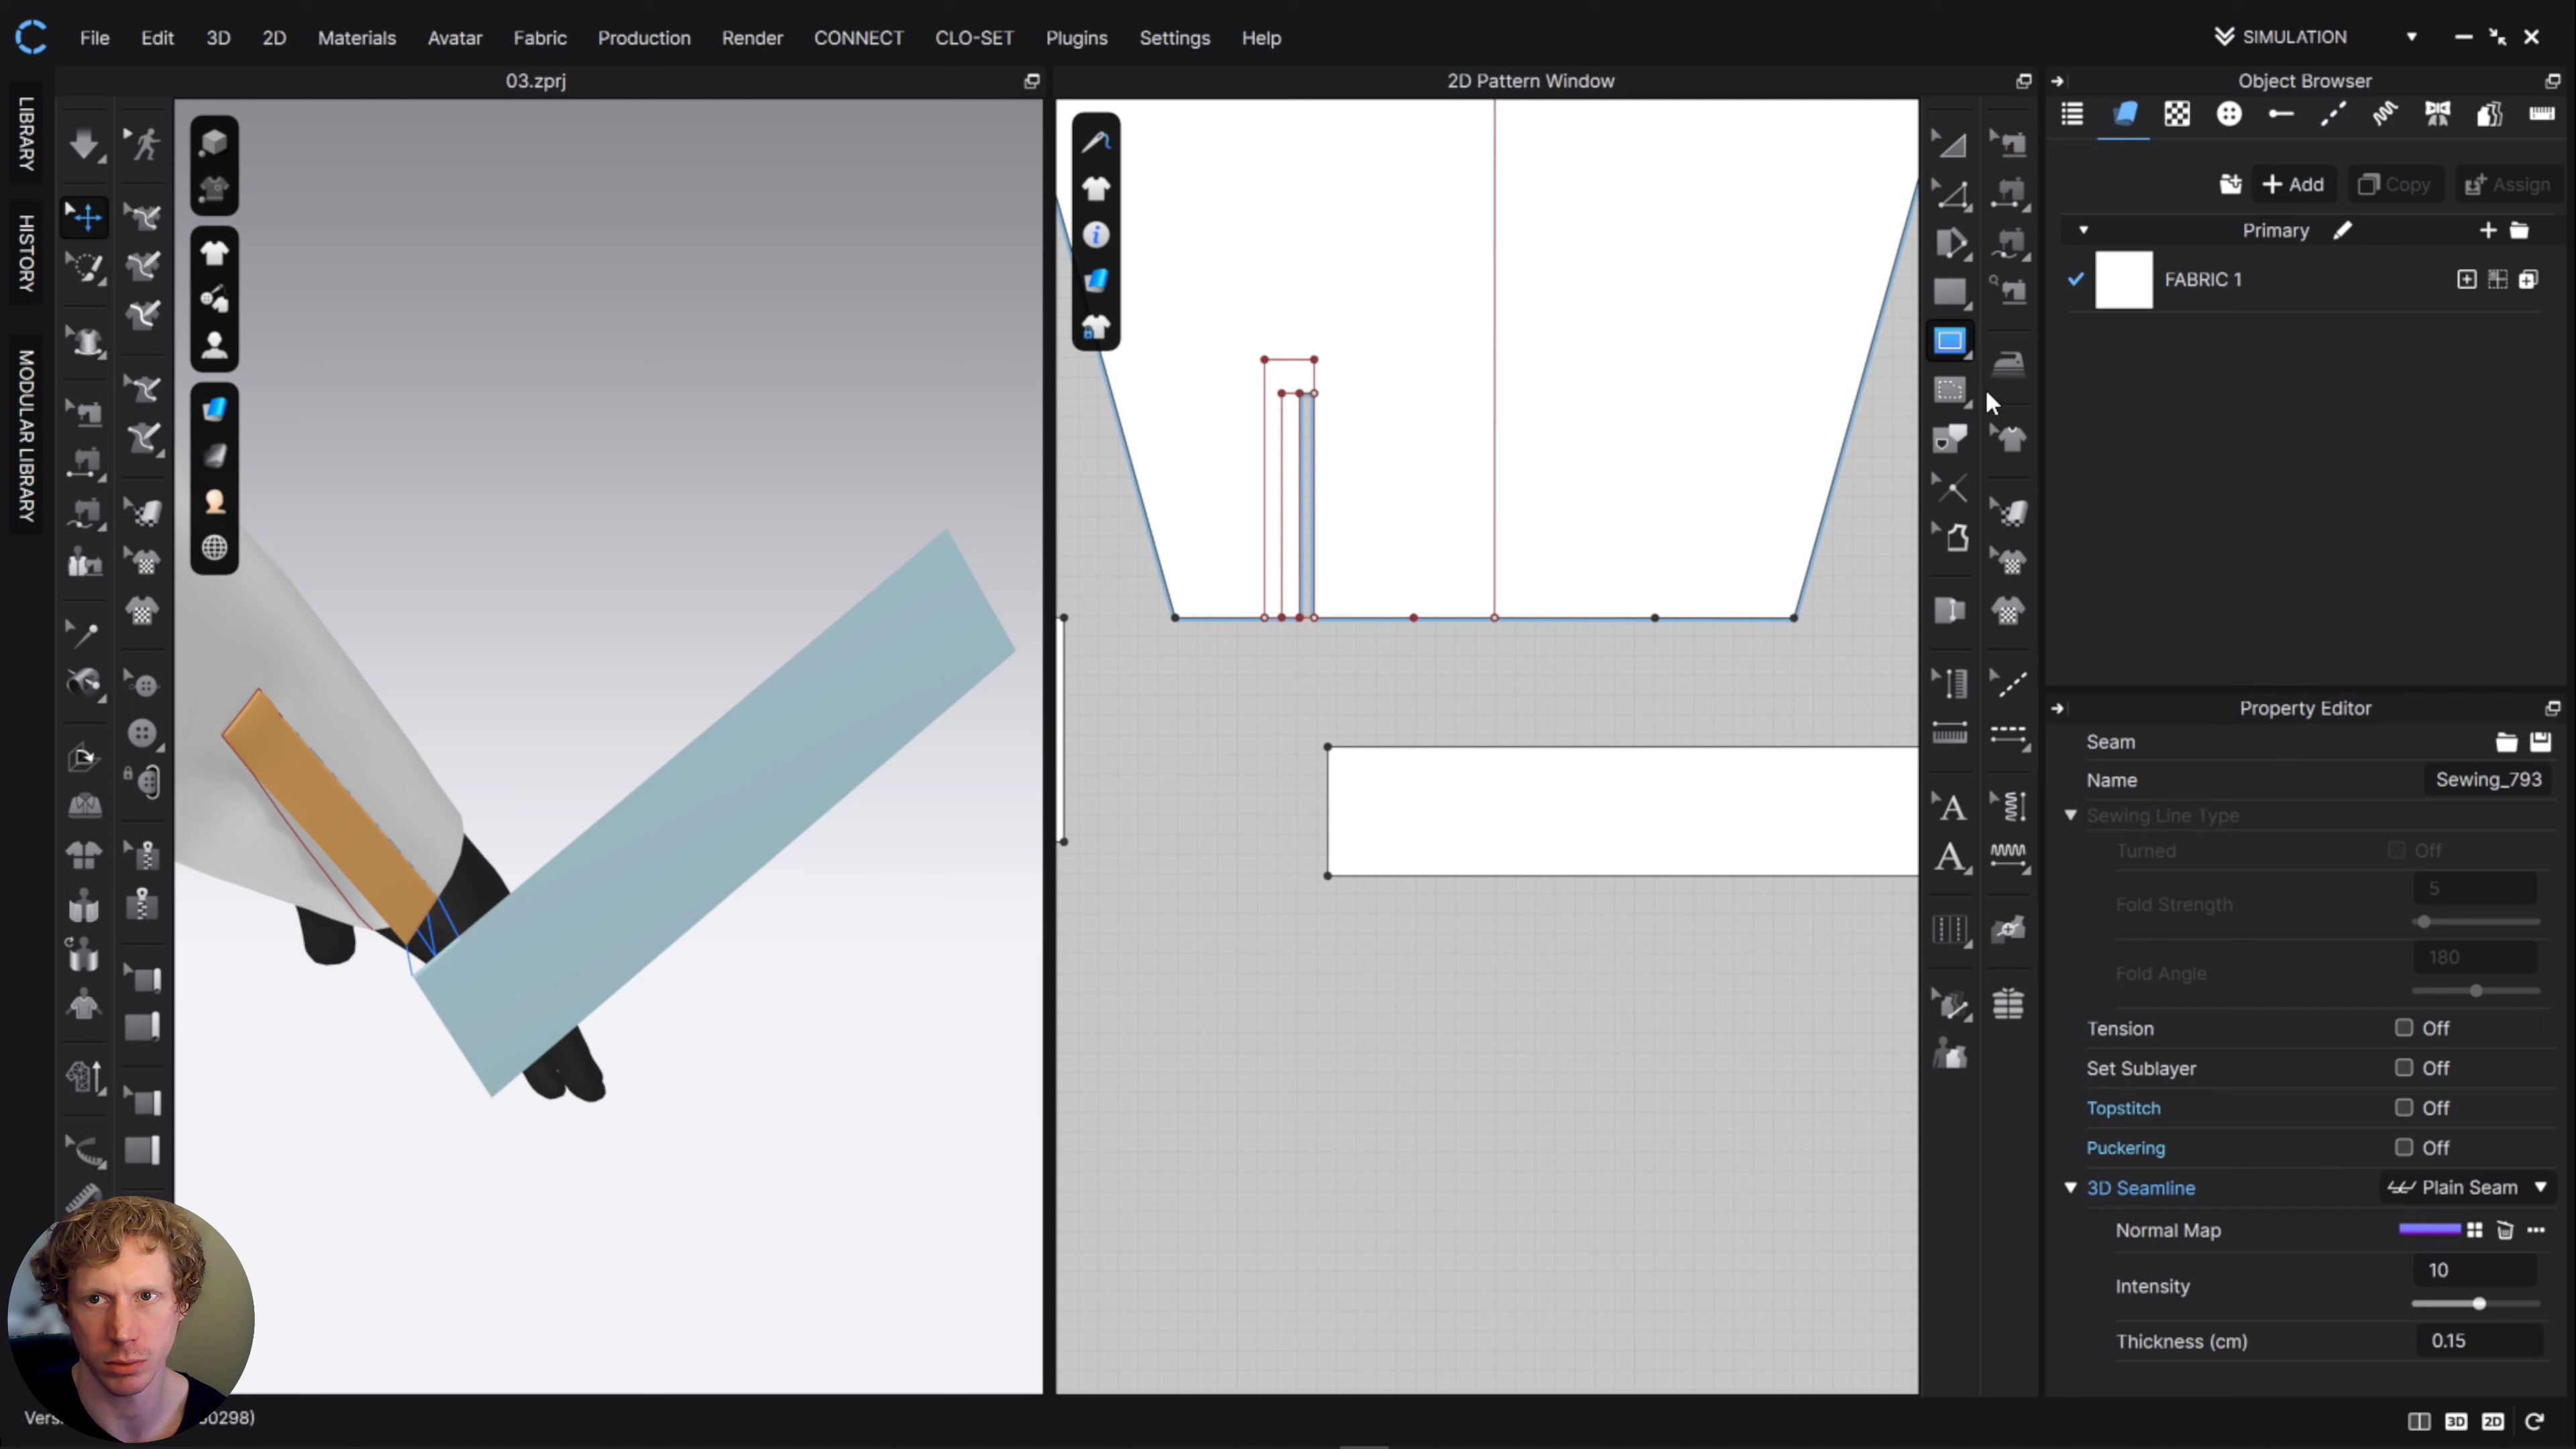 File Edit 3D 2D Materials Avatar Fabric Production Render CONNECT CLO-SET Plugins Settings Help
SIMULATION
03.zprj
2D Pattern Window
Object Browser
LIBRARY
HISTORY
MODULAR LIBRARY
Add
Copy
Assign
Primary
FABRIC 1
A
A
Property Editor
Seam
Name Sewing_793
Sewing Line Type
Turned Off
Fold Strength 5
Fold Angle 180
Tension Off
Set Sublayer Off
Topstitch Off
Puckering Off
3D Seamline Plain Seam
Normal Map
Intensity 10
Thickness (cm) 0.15
3D 2D